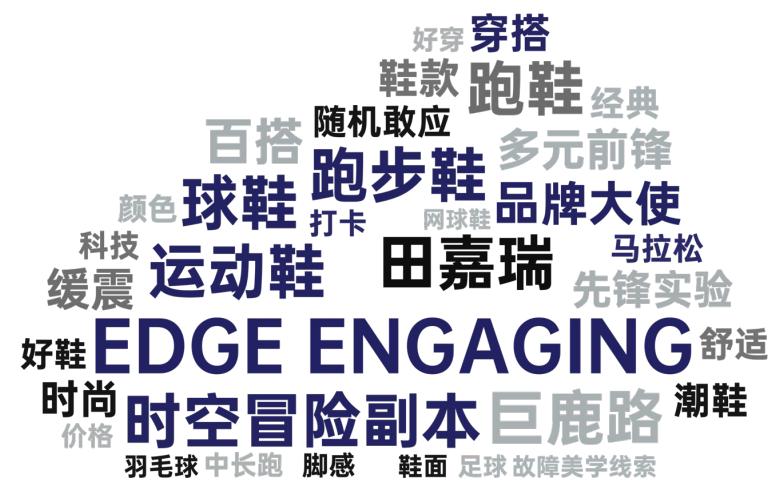 好穿 穿搭
鞋款 跑鞋 经典
随机敢应
百搭 多元前锋
跑步鞋
颜色 球鞋 品牌大使
打卡 网球鞋
科技 运动鞋 田嘉瑞 马拉松
缓震 先锋实验
好鞋 EDGE ENGAGING 舒适
时尚 时空冒险副本 巨鹿路 潮鞋
价格
羽毛球 中长跑 脚感 鞋面 足球 故障美学线索